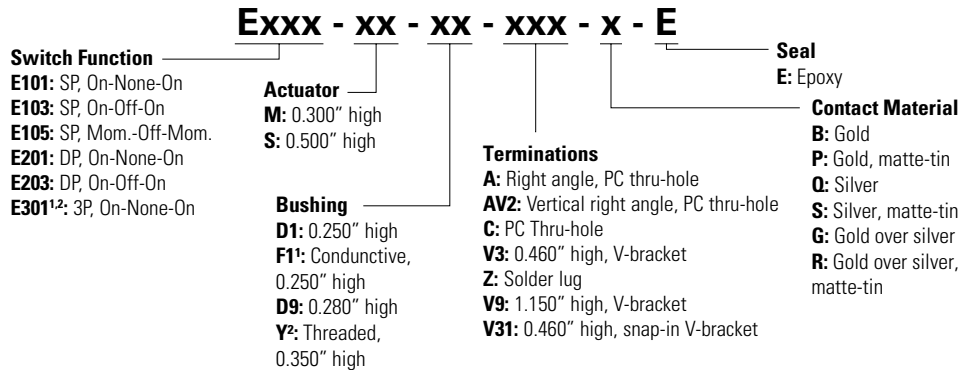 Exxx - xx - xx - xxx - x - E
Switch Function
E101: SP, On-None-On
E103: SP, On-Off-On
E105: SP, Mom.-Off-Mom.
E201: DP, On-None-On
E203: DP, On-Off-On
E301¹,²: 3P, On-None-On
Actuator
M: 0.300" high
S: 0.500" high
Bushing
D1: 0.250" high
F1¹: Condunctive,
0.250" high
D9: 0.280" high
Y²: Threaded,
0.350" high
Terminations
A: Right angle, PC thru-hole
AV2: Vertical right angle, PC thru-hole
C: PC Thru-hole
V3: 0.460" high, V-bracket
Z: Solder lug
V9: 1.150" high, V-bracket
V31: 0.460" high, snap-in V-bracket
Seal
E: Epoxy
Contact Material
B: Gold
P: Gold, matte-tin
Q: Silver
S: Silver, matte-tin
G: Gold over silver
R: Gold over silver,
matte-tin